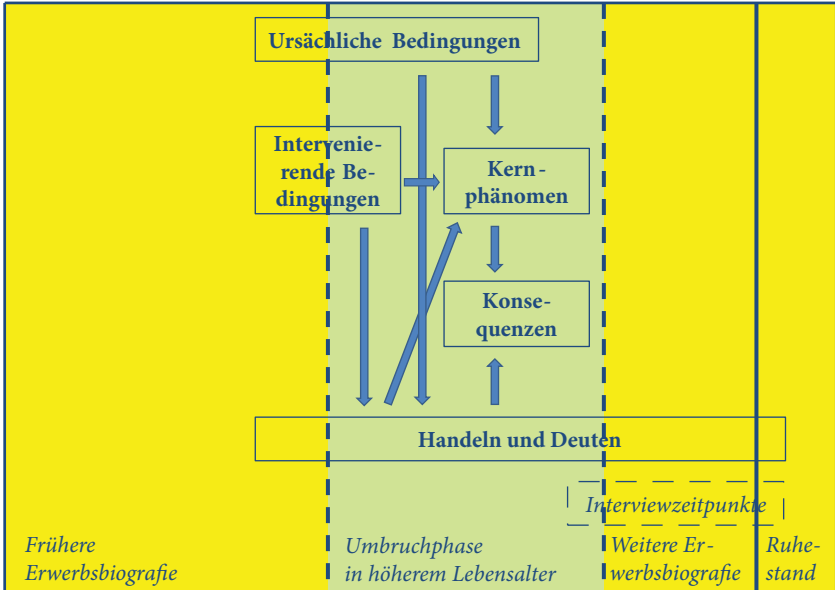 Ursächliche Bedingungen
Intervenie-
rende Be-
dingungen
Kern-
phänomen
Konse-
quenzen
Handeln und Deuten
Interviewzeitpunkte
Frühere
Erwerbsbiografie
Umbruchphase
in höherem Lebensalter
Weitere Er-
werbsbiografie
Ruhe-
stand